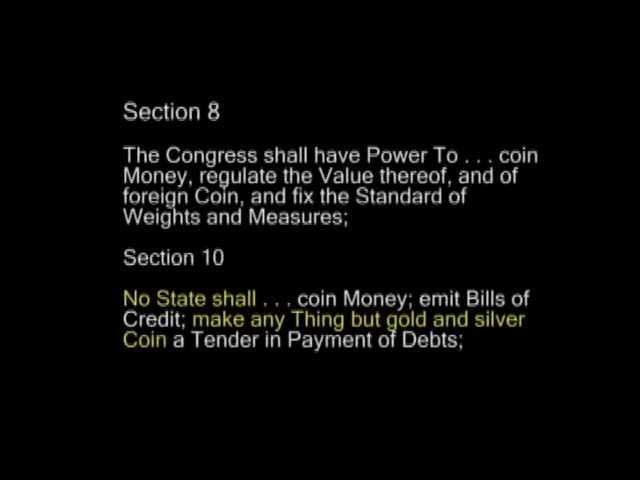 Section 8
The Congress shall have Power To . . . coin
Money, regulate the Value thereof, and of
foreign Coin, and fix the Standard of
Weights and Measures;
Section 10
No State shall . . . coin Money; emit Bills of
Credit; make any Thing but gold and silver
Coin a Tender in Payment of Debts;